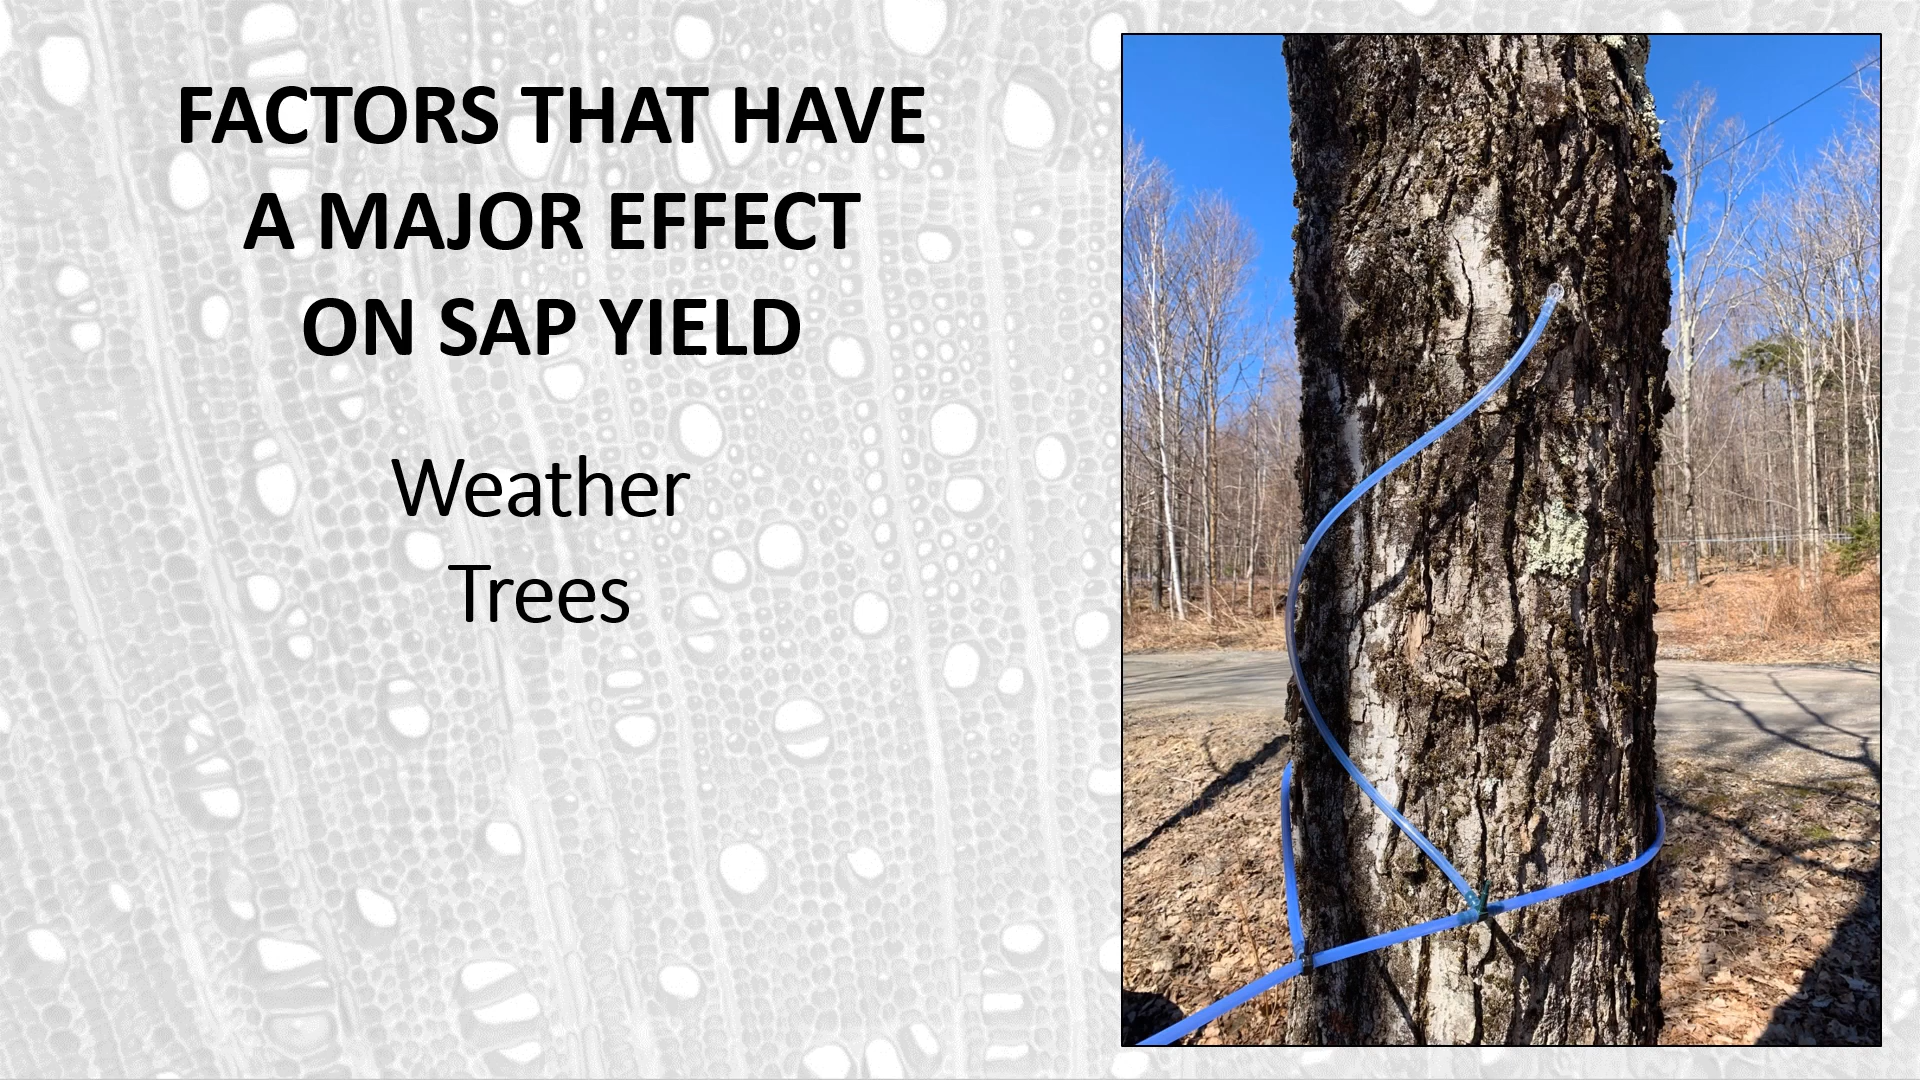 FACTORS THAT HAVE
A MAJOR EFFECT
ON SAP YIELD
Weather
Trees